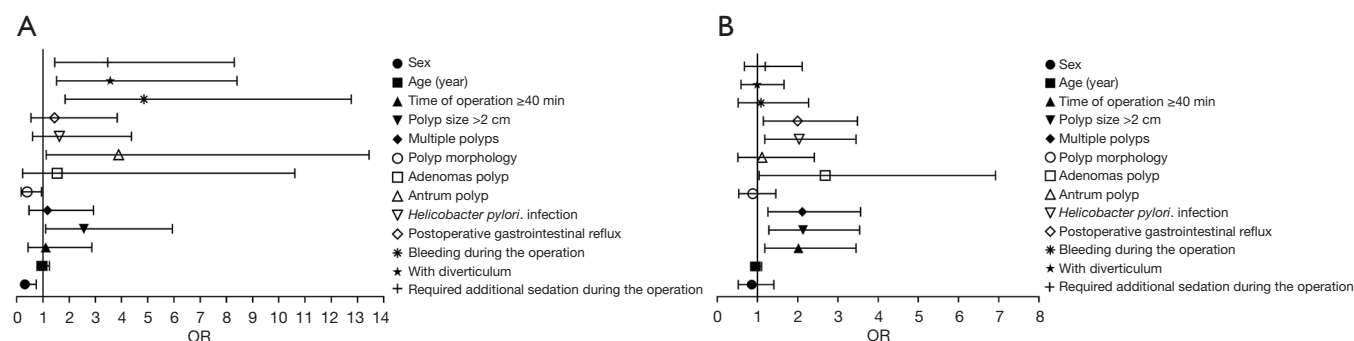 A
Sex
Age (year)
Time of operation ≥40 min
Polyp size >2 cm
Multiple polyps
Polyp morphology
Adenomas polyp
Antrum polyp
Helicobacter pylori. infection
Postoperative gastrointestinal reflux
Bleeding during the operation
With diverticulum
Required additional sedation during the operation
0 1 2 3 4 5 6 7 8 9 10 11 12 13 14
OR
B
Sex
Age (year)
Time of operation ≥40 min
Polyp size >2 cm
Multiple polyps
Polyp morphology
Adenomas polyp
Antrum polyp
Helicobacter pylori. infection
Postoperative gastrointestinal reflux
Bleeding during the operation
With diverticulum
Required additional sedation during the operation
0 1 2 3 4 5 6 7 8
OR